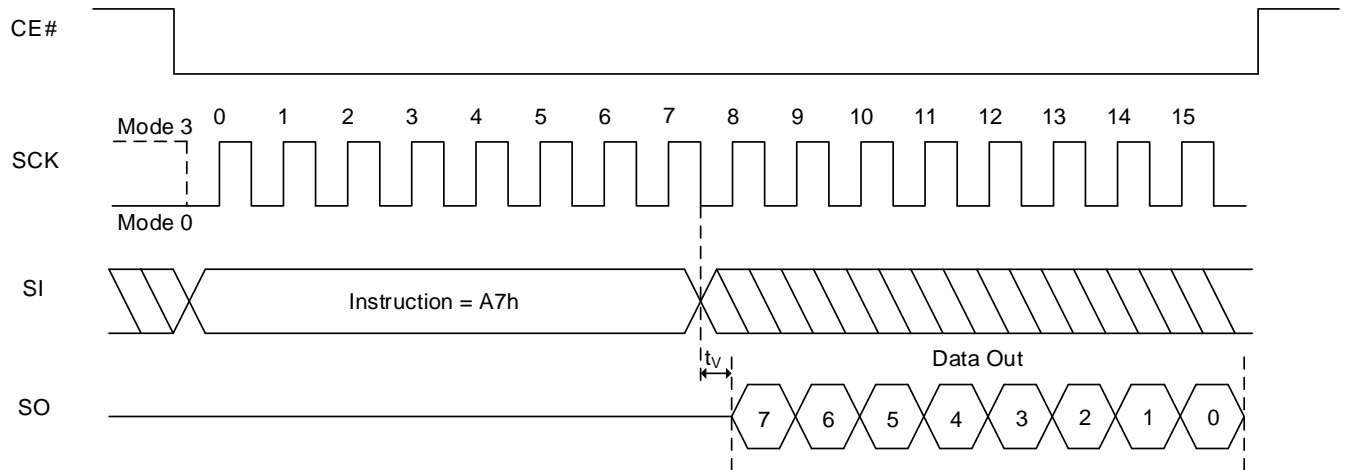 CE#
0 1 2 3 4 5 6 7 8 9 10 11 12 13 14 15
Mode 3
SCK
Mode 0
SI
Instruction = A7h
tV
Data Out
SO
7 6 5 4 3 2 1 0